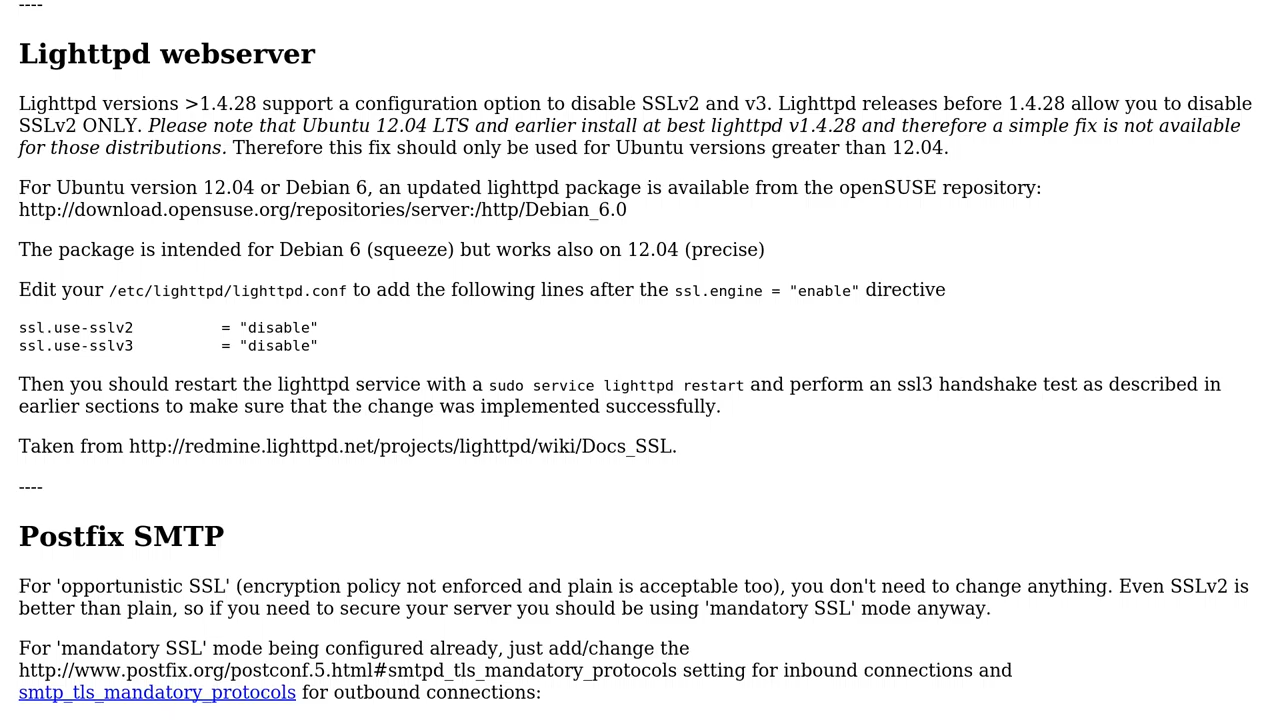 ----
Lighttpd webserver
Lighttpd versions >1.4.28 support a configuration option to disable SSLv2 and v3. Lighttpd releases before 1.4.28 allow you to disable
SSLv2 ONLY. Please note that Ubuntu 12.04 LTS and earlier install at best lighttpd v1.4.28 and therefore a simple fix is not available
for those distributions. Therefore this fix should only be used for Ubuntu versions greater than 12.04.
For Ubuntu version 12.04 or Debian 6, an updated lighttpd package is available from the openSUSE repository:
http://download.opensuse.org/repositories/server:/http/Debian_6.0
The package is intended for Debian 6 (squeeze) but works also on 12.04 (precise)
Edit your /etc/lighttpd/lighttpd.conf to add the following lines after the ssl.engine = "enable" directive
ssl.use-sslv2          = "disable"
ssl.use-sslv3          = "disable"
Then you should restart the lighttpd service with a sudo service lighttpd restart and perform an ssl3 handshake test as described in
earlier sections to make sure that the change was implemented successfully.
Taken from http://redmine.lighttpd.net/projects/lighttpd/wiki/Docs_SSL.
----
Postfix SMTP
For 'opportunistic SSL' (encryption policy not enforced and plain is acceptable too), you don't need to change anything. Even SSLv2 is
better than plain, so if you need to secure your server you should be using 'mandatory SSL' mode anyway.
For 'mandatory SSL' mode being configured already, just add/change the
http://www.postfix.org/postconf.5.html#smtpd_tls_mandatory_protocols setting for inbound connections and
smtp_tls_mandatory_protocols for outbound connections: